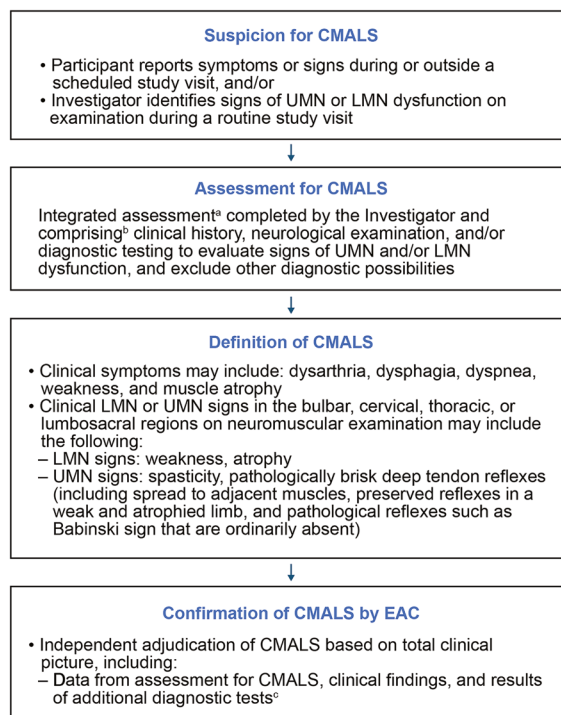 Suspicion for CMALS
• Participant reports symptoms or signs during or outside a
scheduled study visit, and/or
• Investigator identifies signs of UMN or LMN dysfunction on
examination during a routine study visit
Assessment for CMALS
Integrated assessmentᵃ completed by the Investigator and
comprisingᵇ clinical history, neurological examination, and/or
diagnostic testing to evaluate signs of UMN and/or LMN
dysfunction, and exclude other diagnostic possibilities
Definition of CMALS
• Clinical symptoms may include: dysarthria, dysphagia, dyspnea,
weakness, and muscle atrophy
• Clinical LMN or UMN signs in the bulbar, cervical, thoracic, or
lumbosacral regions on neuromuscular examination may include
the following:
– LMN signs: weakness, atrophy
– UMN signs: spasticity, pathologically brisk deep tendon reflexes
(including spread to adjacent muscles, preserved reflexes in a
weak and atrophied limb, and pathological reflexes such as
Babinski sign that are ordinarily absent)
Confirmation of CMALS by EAC
• Independent adjudication of CMALS based on total clinical
picture, including:
– Data from assessment for CMALS, clinical findings, and results
of additional diagnostic testsᶜ